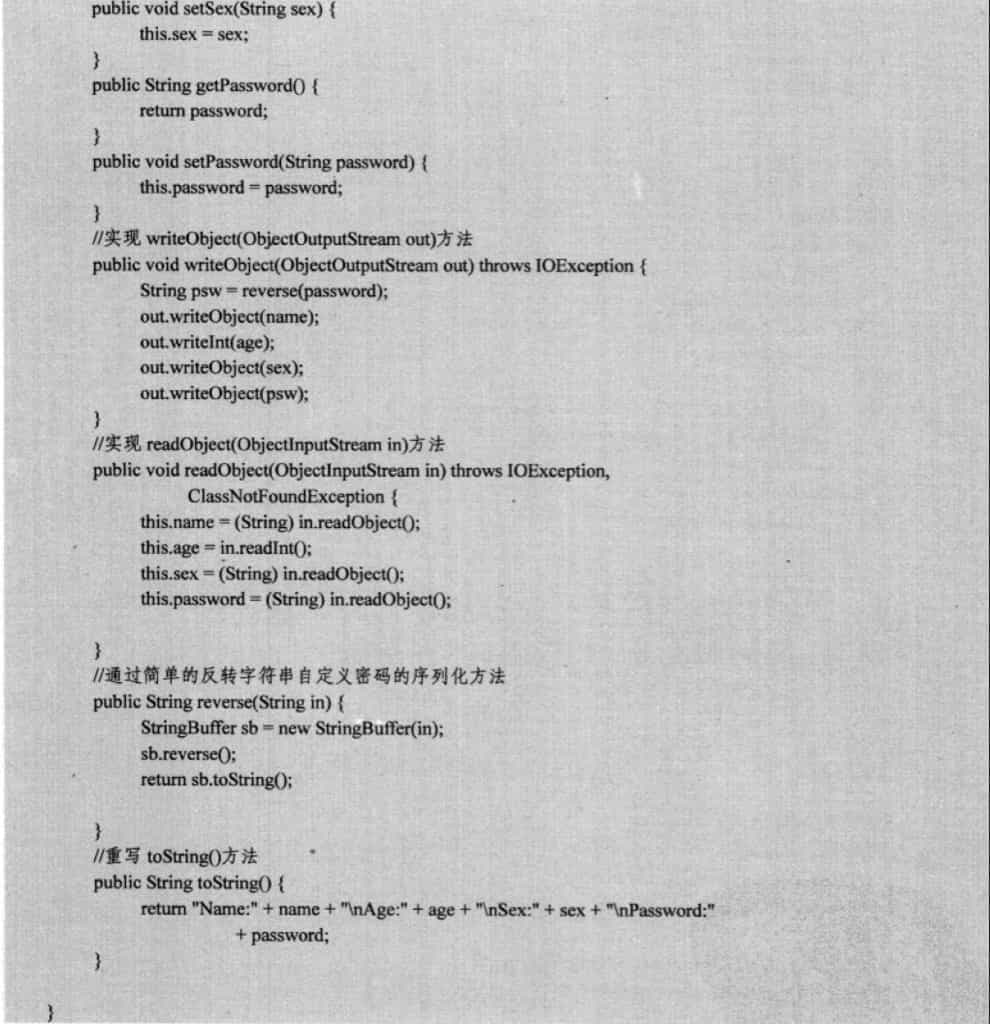 public void setSex(String sex) {
this.sex = sex;
}
public String getPassword() {
return password;
}
public void setPassword(String password) {
this.password = password;
}
//实现 writeObject(ObjectOutputStream out)方法
public void writeObject(ObjectOutputStream out) throws IOException {
String psw = reverse(password);
out.writeObject(name);
out.writeInt(age);
out.writeObject(sex);
out.writeObject(psw);
}
//实现 readObject(ObjectInputStream in)方法
public void readObject(ObjectInputStream in) throws IOException,
ClassNotFoundException {
this.name = (String) in.readObject();
this.age = in.readInt();
this.sex = (String) in.readObject();
this.password = (String) in.readObject();
}
//通过简单的反转字符串自定义密码的序列化方法
public String reverse(String in) {
StringBuffer sb = new StringBuffer(in);
sb.reverse();
return sb.toString();
}
//重写 toString()方法
public String toString() {
return "Name:" + name + "\nAge:" + age + "\nSex:" + sex + "\nPassword:"
+ password;
}
}